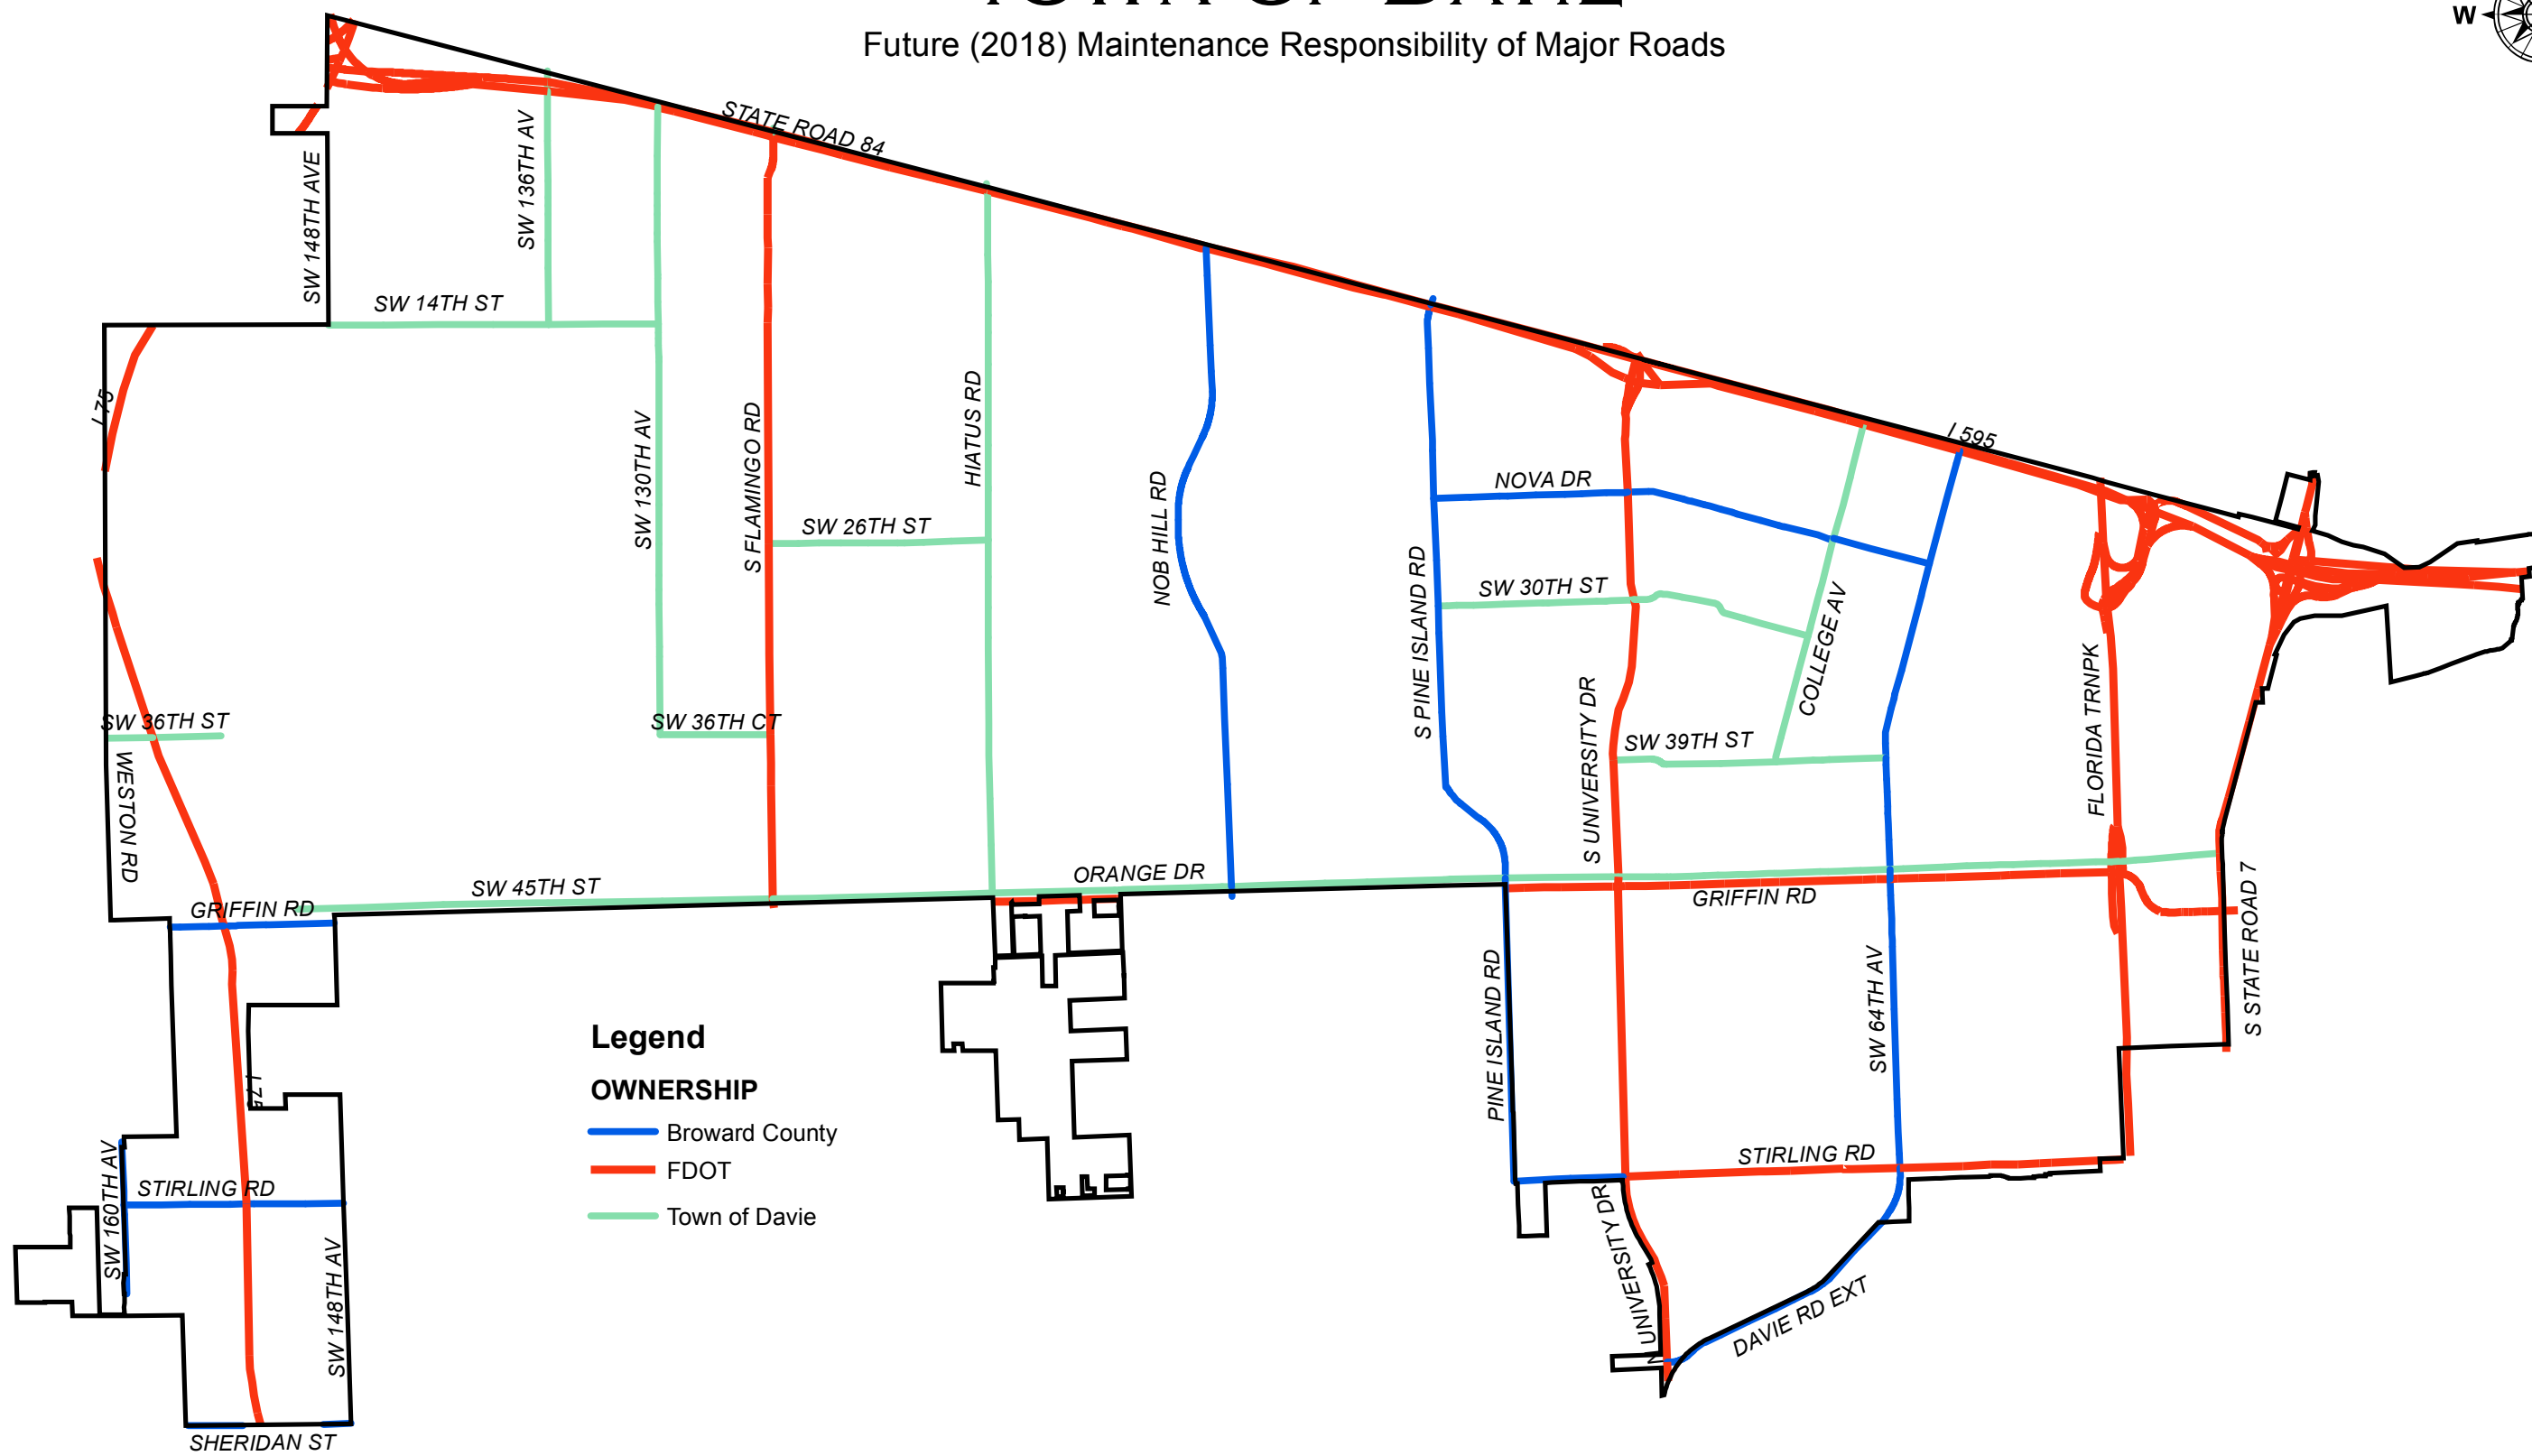 TOWN OF DAVIE
Future (2018) Maintenance Responsibility of Major Roads
W
STATE ROAD 84
SW 136TH AV
SW 148TH AVE
SW 14TH ST
I 75
SW 130TH AV
S FLAMINGO RD
HIATUS RD
SW 26TH ST
NOB HILL RD
I 595
NOVA DR
SW 30TH ST
S PINE ISLAND RD
COLLEGE AV
S UNIVERSITY DR
FLORIDA TRNPK
SW 36TH ST
SW 36TH CT
SW 39TH ST
WESTON RD
GRIFFIN RD
SW 45TH ST
ORANGE DR
GRIFFIN RD
S STATE ROAD 7
PINE ISLAND RD
SW 64TH AV
Legend
OWNERSHIP
Broward County
FDOT
Town of Davie
I 75
SW 160TH AV
STIRLING RD
STIRLING RD
SW 148TH AV
N UNIVERSITY DR
DAVIE RD EXT
SHERIDAN ST